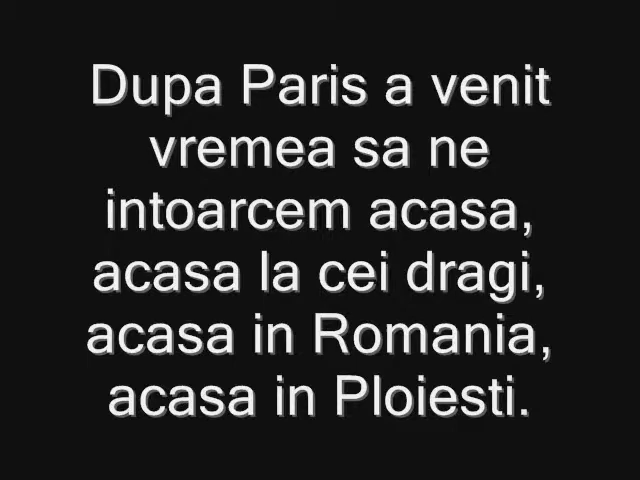 Dupa Paris a venit
vremea sa ne
intoarcem acasa,
acasa la cei dragi,
acasa in Romania,
acasa in Ploiesti.